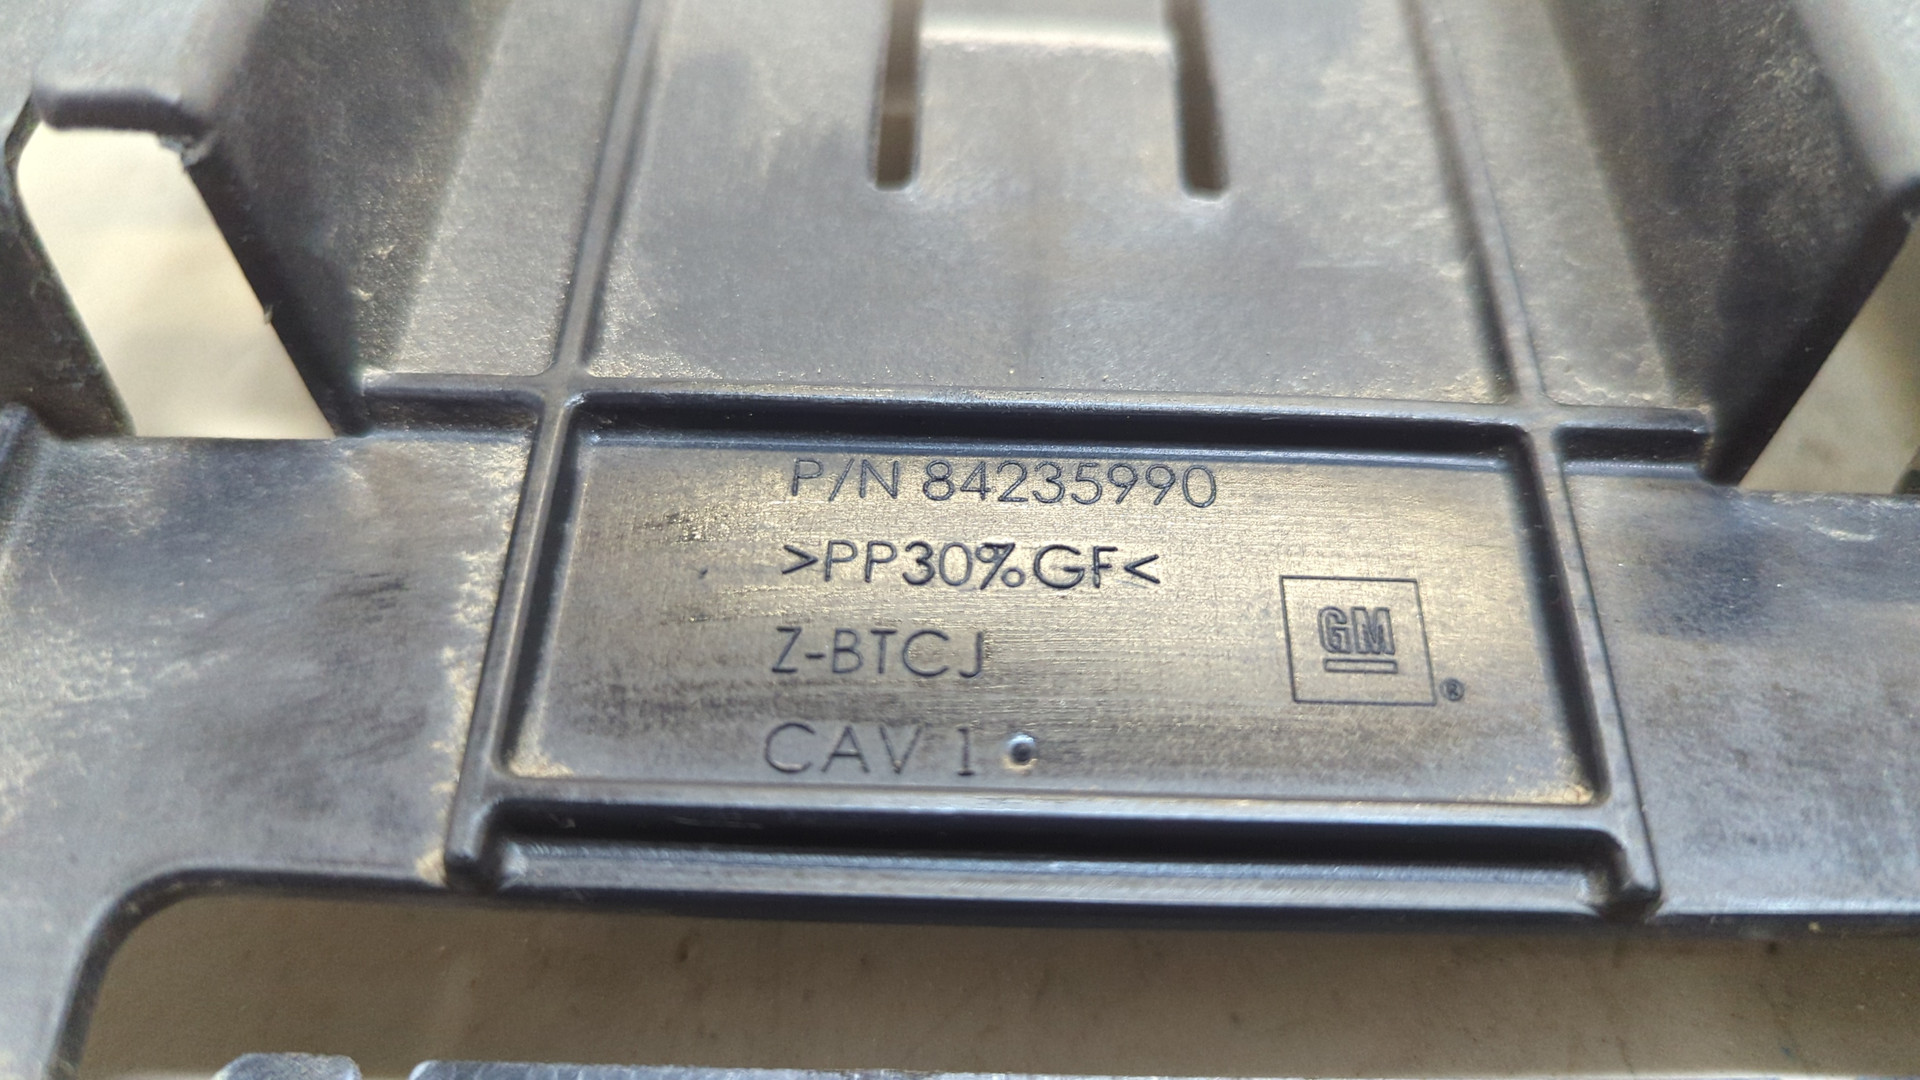 P/N 84235990
>PP30%GF<
Z-BTCJ
GM
®
CAV 1